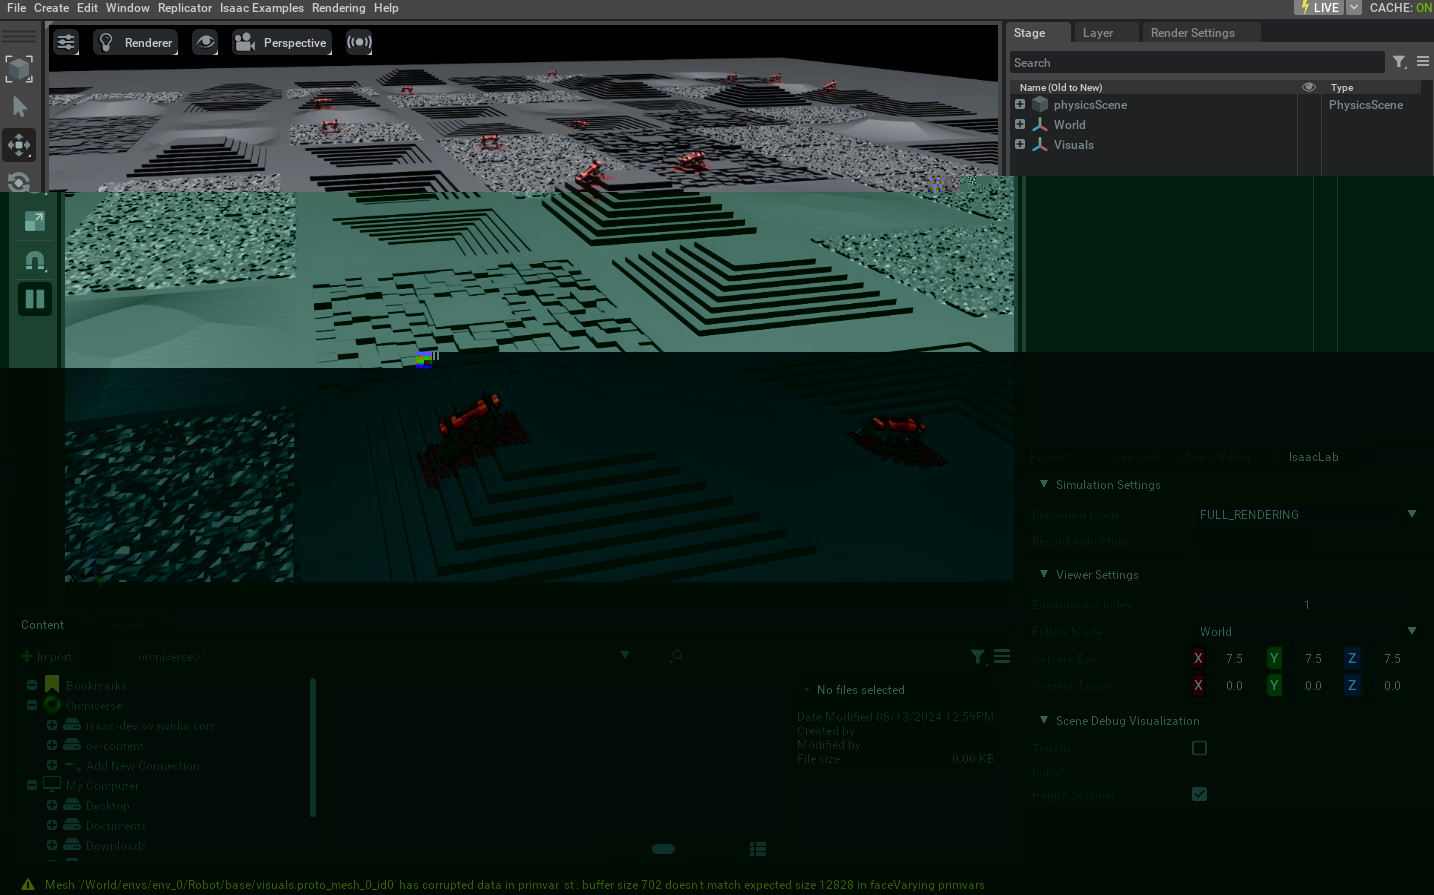 File Create Edit Window Replicator Isaac Examples Rendering Help
LIVE CACHE: ON
Renderer Perspective
Stage Layer Render Settings
Search
Name (Old to New) Type
physicsScene PhysicsScene
World
Visuals
Property Semantics Schema Editor IsaacLab
Simulation Settings
Rendering Mode FULL_RENDERING
Record Animation
Viewer Settings
Environment Index 1
Follow Mode World
Camera Eye X 7.5 Y 7.5 Z 7.5
Camera Target X 0.0 Y 0.0 Z 0.0
Scene Debug Visualization
Terrain
Robot
Height Scanner
Content Console
Import omniverse://
Bookmarks
Omniverse
isaac-dev.ov.nvidia.com
ov-content
Add New Connection...
My Computer
Desktop
Documents
Downloads
No files selected
Date Modified 08/13/2024 12:59PM
Created by
Modified by
File size 0.00 KB
Mesh '/World/envs/env_0/Robot/base/visuals.proto_mesh_0_id0' has corrupted data in primvar 'st': buffer size 702 doesn't match expected size 12828 in faceVarying primvars